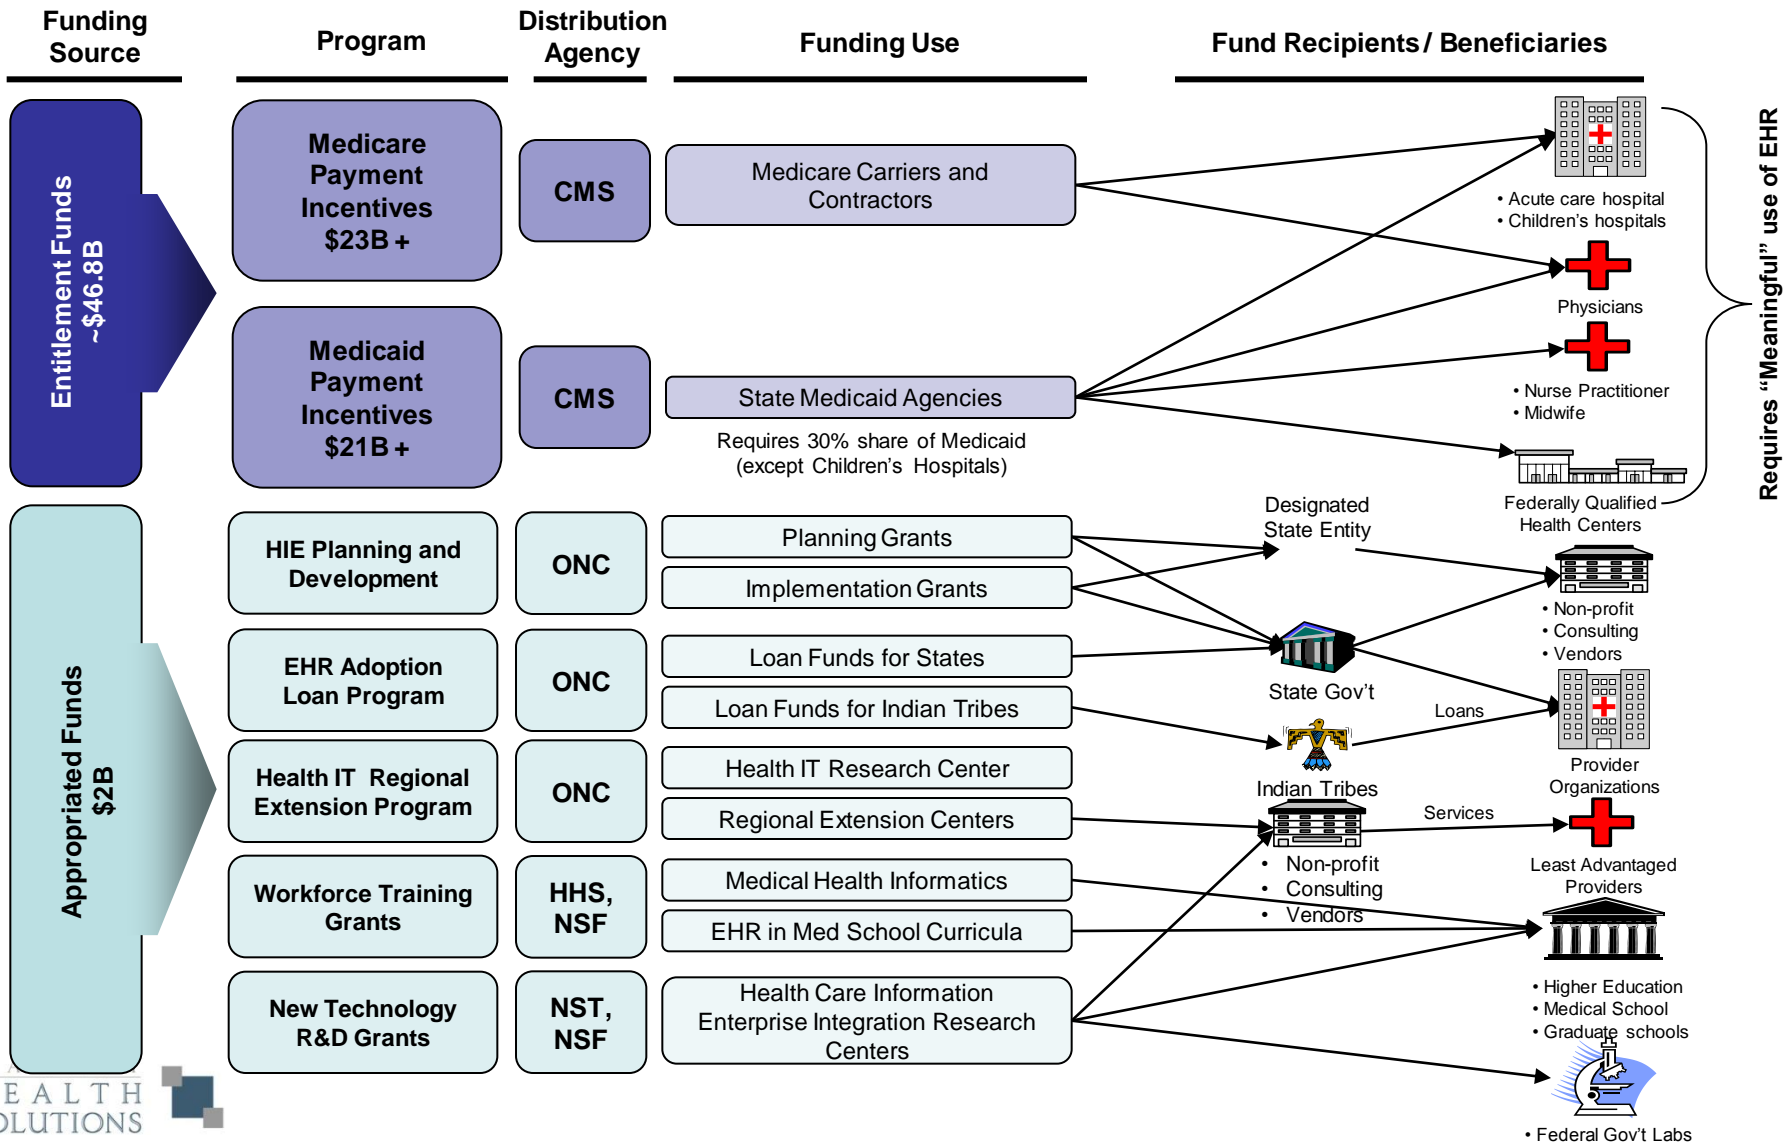 Funding
Source
Program
Distribution
Agency
Funding Use
Fund Recipients / Beneficiaries
Entitlement Funds
~$46.8B
Medicare
Payment
Incentives
$23B +
CMS
Medicare Carriers and
Contractors
• Acute care hospital
• Children's hospitals
Physicians
Medicaid
Payment
Incentives
$21B +
CMS
State Medicaid Agencies
Requires 30% share of Medicaid
(except Children's Hospitals)
• Nurse Practitioner
• Midwife
Federally Qualified
Health Centers
Requires “Meaningful” use of EHR
Appropriated Funds
$2B
HIE Planning and
Development
ONC
Planning Grants
Implementation Grants
Designated
State Entity
• Non-profit
• Consulting
• Vendors
EHR Adoption
Loan Program
ONC
Loan Funds for States
Loan Funds for Indian Tribes
State Gov't
Loans
Indian Tribes
Provider
Organizations
Health IT Regional
Extension Program
ONC
Health IT Research Center
Regional Extension Centers
• Non-profit
• Consulting
• Vendors
Services
Least Advantaged
Providers
Workforce Training
Grants
HHS,
NSF
Medical Health Informatics
EHR in Med School Curricula
• Higher Education
• Medical School
• Graduate schools
New Technology
R&D Grants
NST,
NSF
Health Care Information
Enterprise Integration Research
Centers
• Federal Gov't Labs
EALTH
OLUTIONS